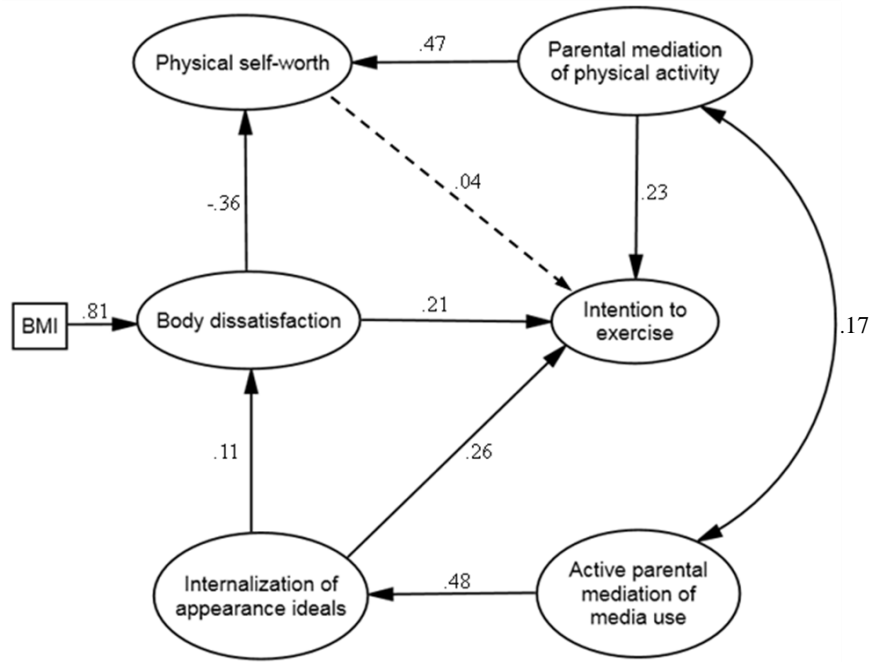 .47
Physical self-worth
Parental mediation
of physical activity
.04
.23
-.36
BMI
.81
Body dissatisfaction
.21
Intention to
exercise
.17
.11
.26
Internalization of
appearance ideals
.48
Active parental
mediation of
media use